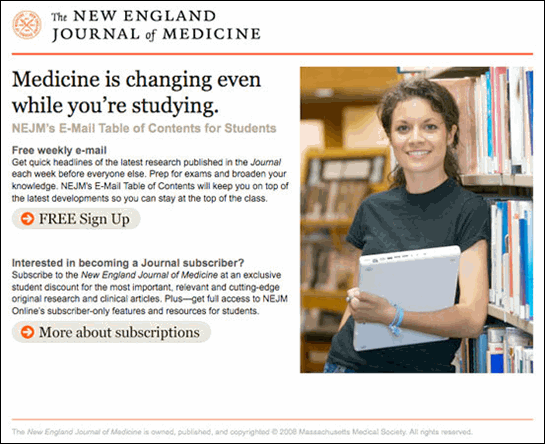 The NEW ENGLAND
JOURNAL of MEDICINE
Medicine is changing even
while you're studying.
NEJM's E-Mail Table of Contents for Students
Free weekly e-mail
Get quick headlines of the latest research published in the Journal
each week before everyone else. Prep for exams and broaden your
knowledge. NEJM's E-Mail Table of Contents will keep you on top of
the latest developments so you can stay at the top of the class.
FREE Sign Up
Interested in becoming a Journal subscriber?
Subscribe to the New England Journal of Medicine at an exclusive
student discount for the most important, relevant and cutting-edge
original research and clinical articles. Plus—get full access to NEJM
Online's subscriber-only features and resources for students.
More about subscriptions
The New England Journal of Medicine is owned, published, and copyrighted © 2008 Massachusetts Medical Society. All rights reserved.